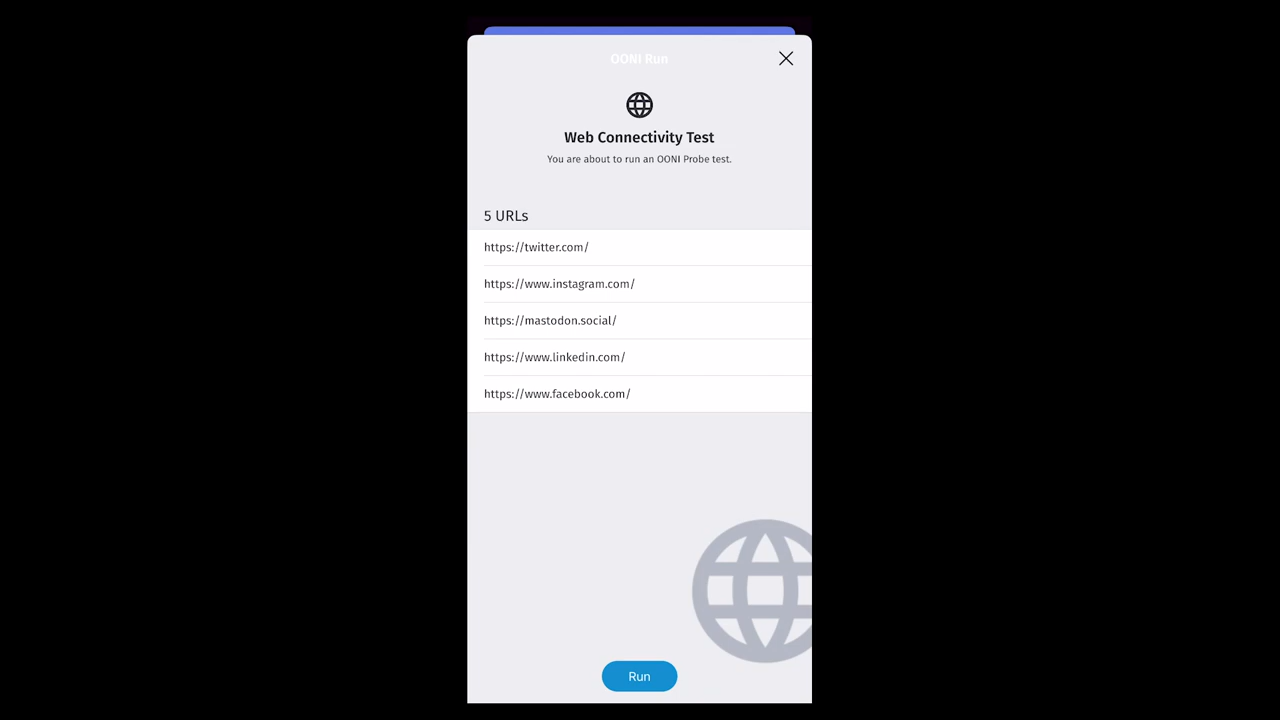 OONI Run
Web Connectivity Test
You are about to run an OONI Probe test.
5 URLs
https://twitter.com/
https://www.instagram.com/
https://mastodon.social/
https://www.linkedin.com/
https://www.facebook.com/
Run